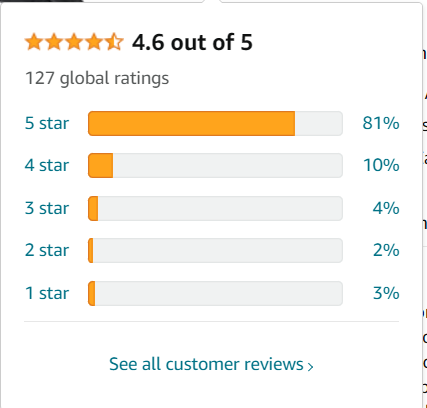 4.6 out of 5
127 global ratings
5 star 81%
4 star 10%
3 star 4%
2 star 2%
1 star 3%
See all customer reviews ›